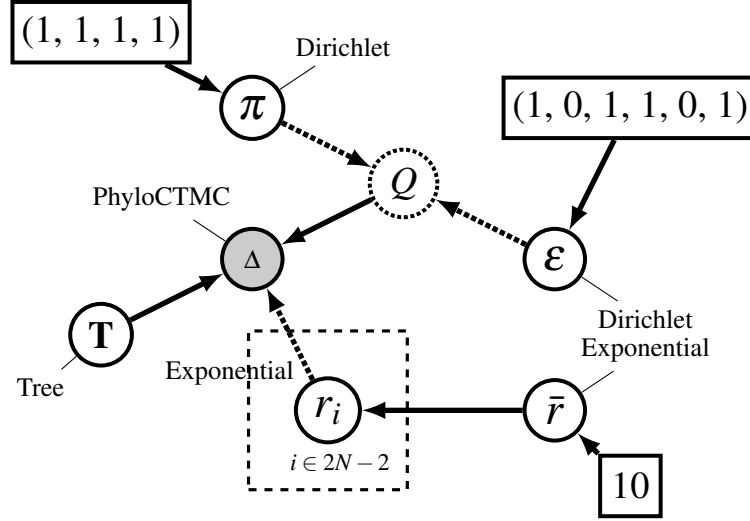 (1, 1, 1, 1)
Dirichlet
π
(1, 0, 1, 1, 0, 1)
Q
PhyloCTMC
Δ
ε
T
Tree
Dirichlet
Exponential
Exponential
r_i
r̄
i ∈ 2N − 2
10